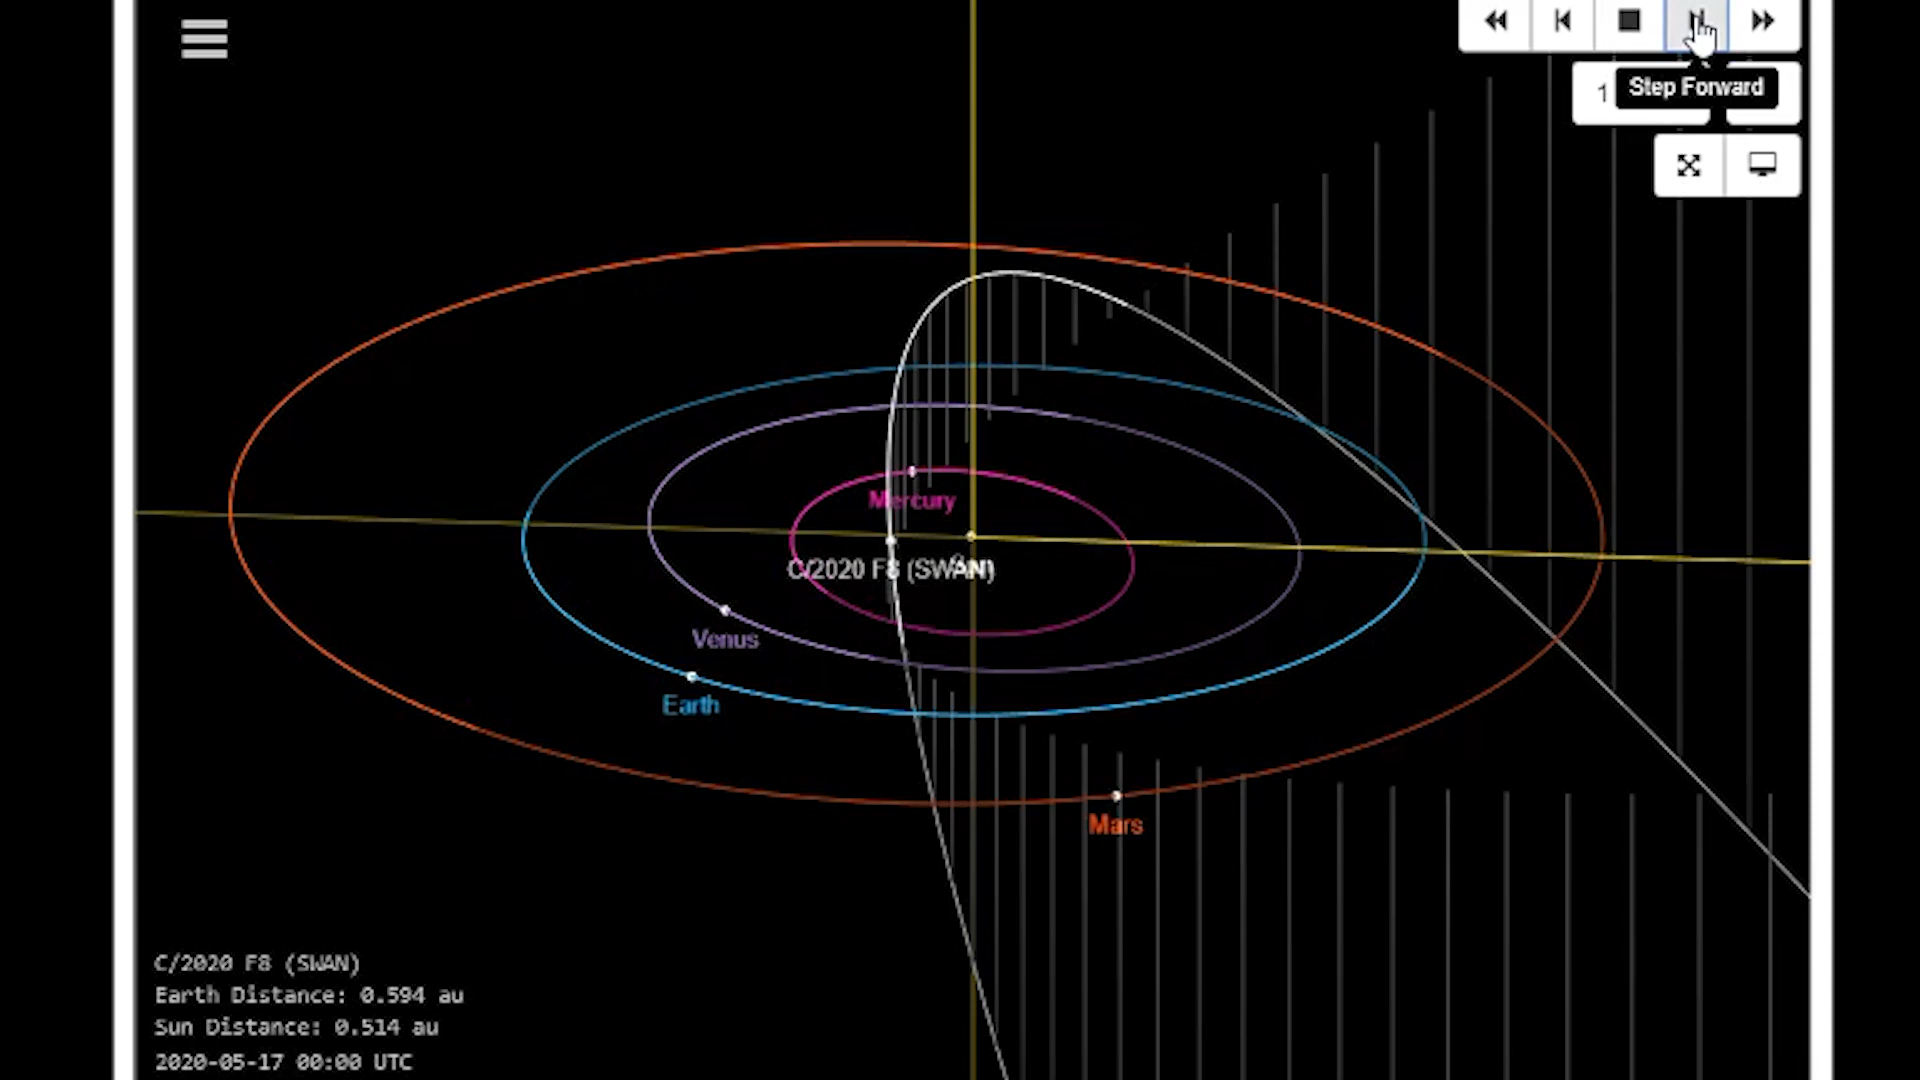 1
Step Forward
Mercury
C/2020 F8 (SWAN)
Venus
Earth
Mars
C/2020 F8 (SWAN)
Earth Distance: 0.594 au
Sun Distance: 0.514 au
2020-05-17 00:00 UTC